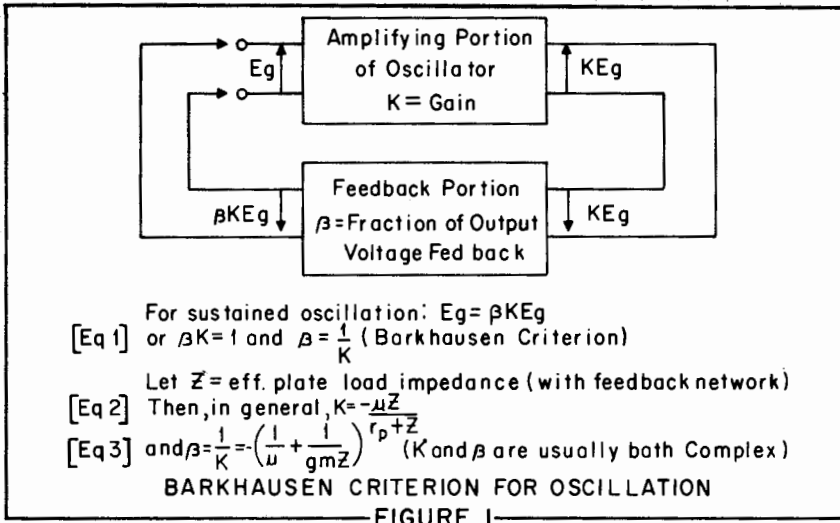 Amplifying Portion
of Oscillator
K = Gain
Eg
KEg
Feedback Portion
β=Fraction of Output
Voltage Fed back
βKEg
KEg
For sustained oscillation: Eg= βKEg
[Eq 1] or βK=1 and β = 1/K (Barkhausen Criterion)
Let Z = eff. plate load impedance (with feedback network)
[Eq 2] Then, in general, K= -μZ/(rp+Z)
[Eq 3] and β= 1/K =-(1/μ + 1/gmZ) (K and β are usually both Complex)
BARKHAUSEN CRITERION FOR OSCILLATION
FIGURE 1